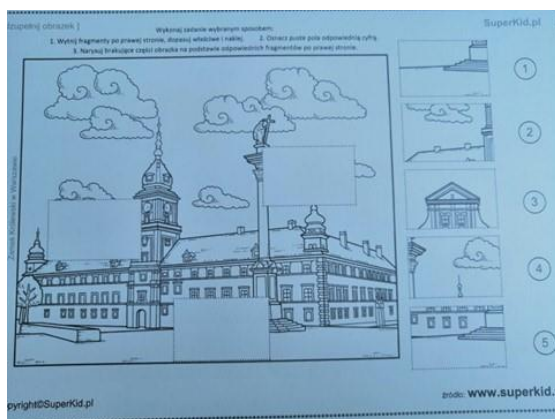 [uzupełnij obrazek ]
SuperKid.pl
Wykonaj zadanie wybranym sposobem:
1. Wytnij fragmenty po prawej stronie, dopasuj właściwe i naklej. 2. Oznacz puste pola odpowiednią cyfrą.
3. Narysuj brakujące części obrazka na podstawie odpowiednich fragmentów po prawej stronie.
Zamek Królewski w Warszawie
1
2
3
4
5
opyright©SuperKid.pl
źródło: www.superkid.